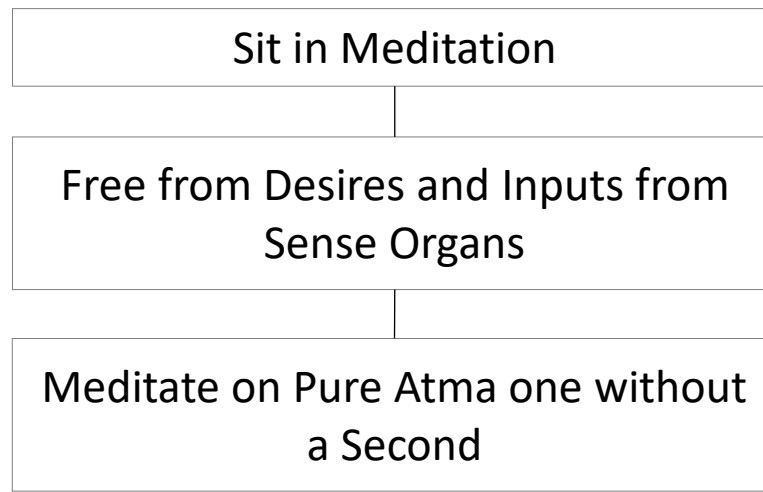 Sit in Meditation
Free from Desires and Inputs from
Sense Organs
Meditate on Pure Atma one without
a Second